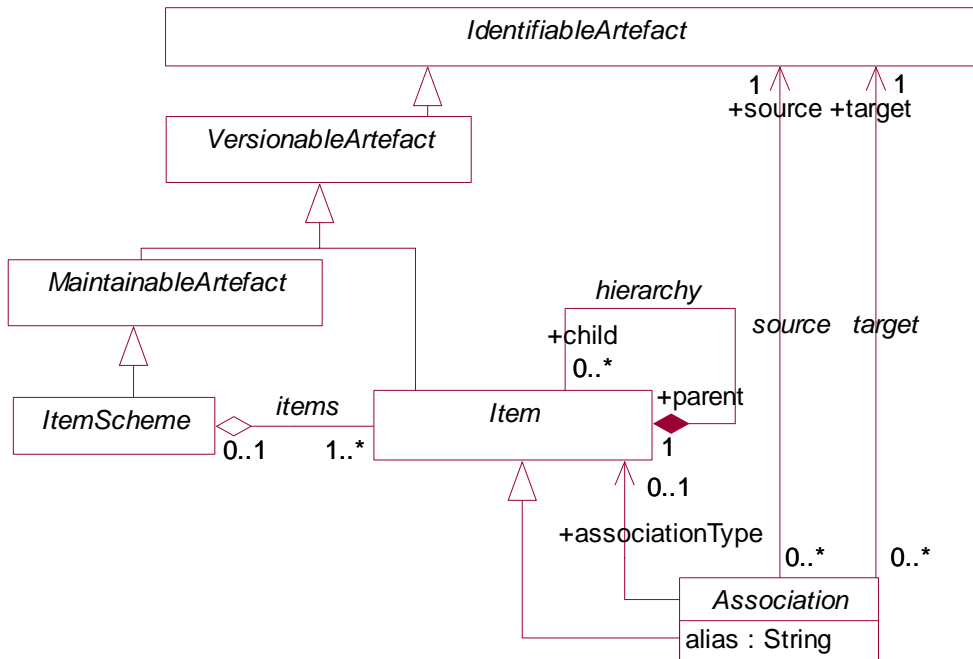 IdentifiableArtefact
1
1
+source +target
VersionableArtefact
MaintainableArtefact
hierarchy
+child
source
target
0..*
ItemScheme
items
Item
+parent
0..1
1..*
1
0..1
+associationType
0..*
0..*
Association
alias : String